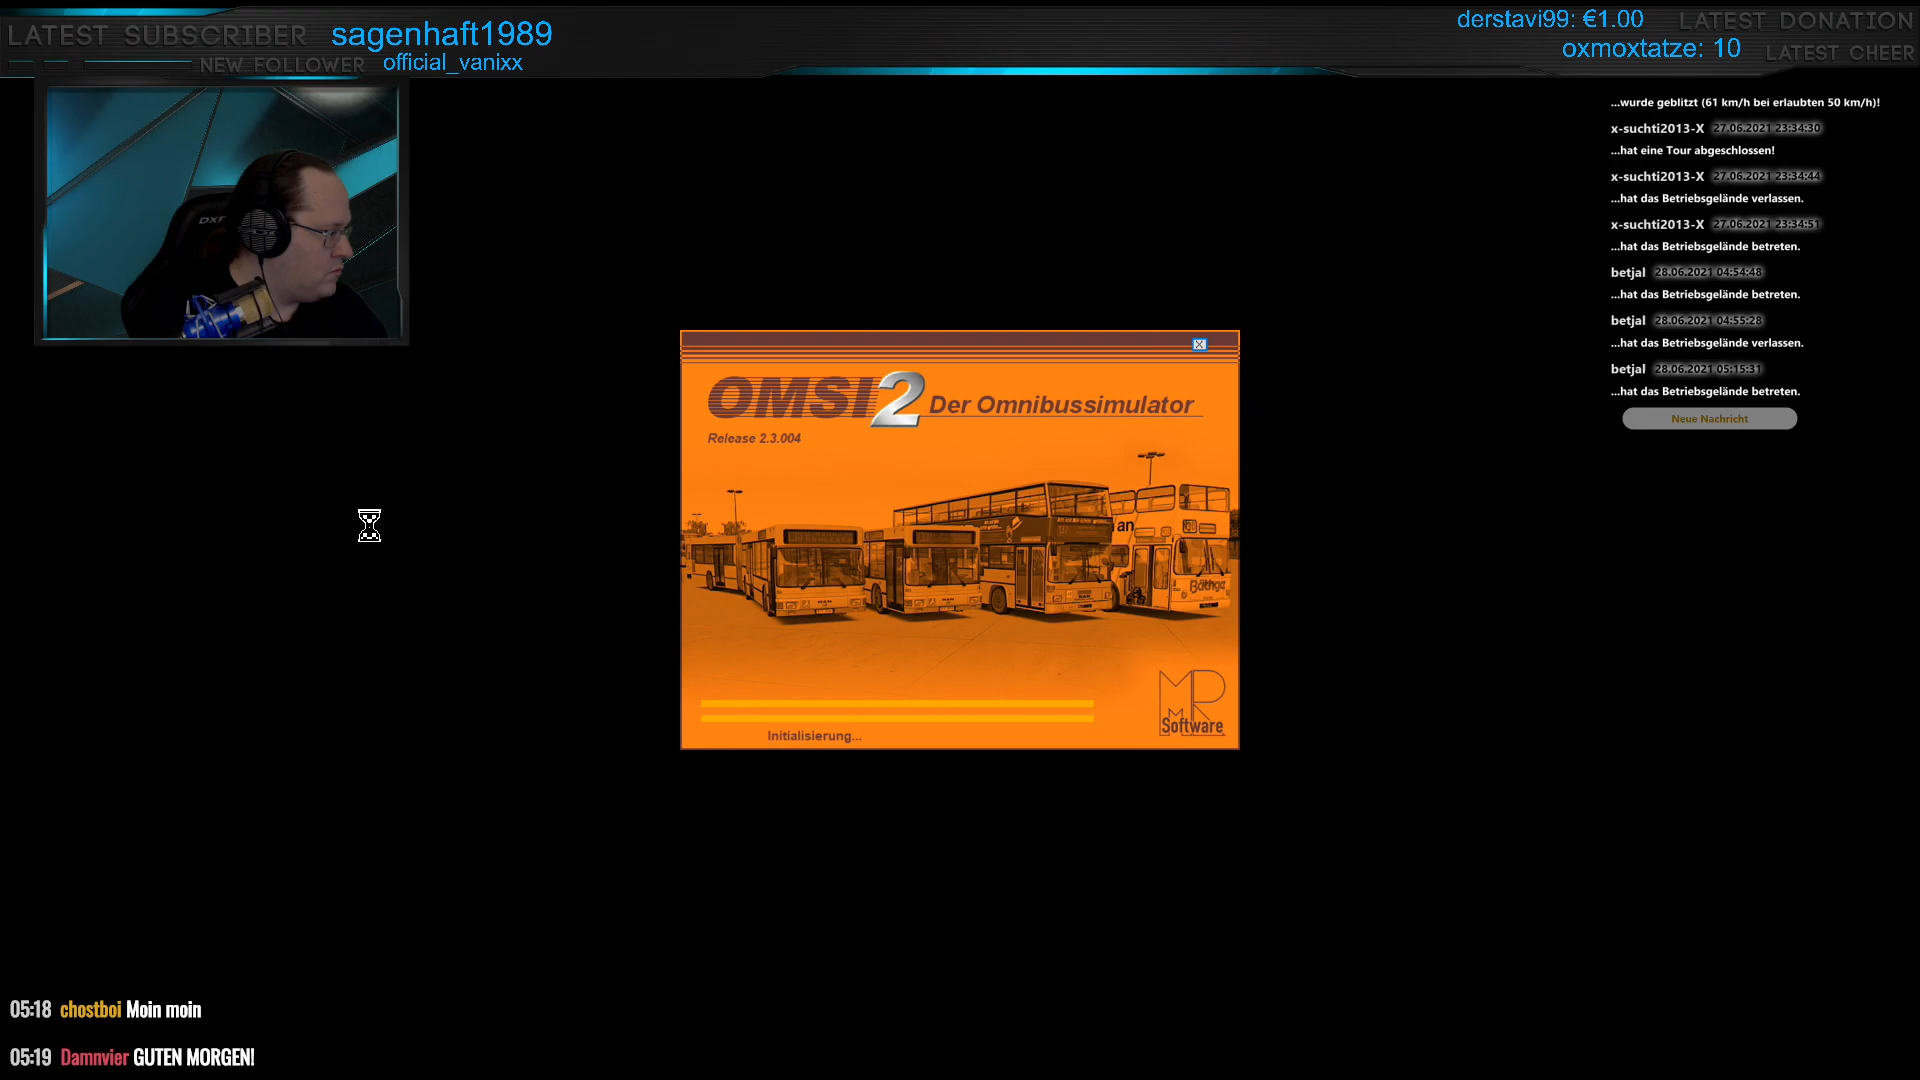 LATEST SUBSCRIBER sagenhaft1989
NEW FOLLOWER official_vanixx
derstavi99: €1.00 LATEST DONATION
oxmoxtatze: 10 LATEST CHEER
...wurde geblitzt (61 km/h bei erlaubten 50 km/h)!
x-suchti2013-X 27.06.2021 23:34:30
...hat eine Tour abgeschlossen!
x-suchti2013-X 27.06.2021 23:34:44
...hat das Betriebsgelände verlassen.
x-suchti2013-X 27.06.2021 23:34:51
...hat das Betriebsgelände betreten.
betjal 28.06.2021 04:54:48
...hat das Betriebsgelände betreten.
betjal 28.06.2021 04:55:28
...hat das Betriebsgelände verlassen.
betjal 28.06.2021 05:15:31
...hat das Betriebsgelände betreten.
Neue Nachricht
X
OMSI 2 Der Omnibussimulator
Release 2.3.004
an
Bäthge
MR
Software
Initialisierung...
05:18 chostboi Moin moin
05:19 Damnvier GUTEN MORGEN!